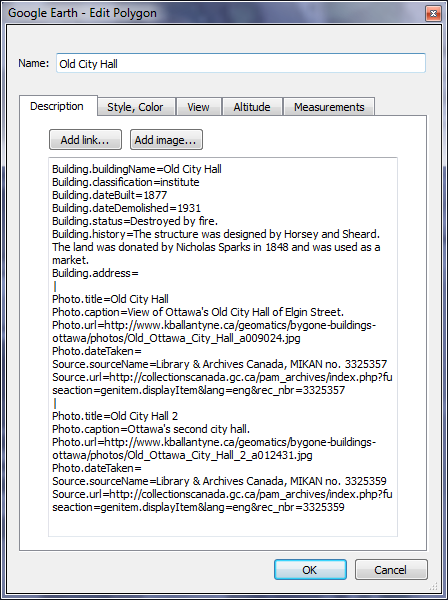 Google Earth - Edit Polygon
Name: Old City Hall
Description Style, Color View Altitude Measurements
Add link... Add image...
Building.buildingName=Old City Hall
Building.classification=institute
Building.dateBuilt=1877
Building.dateDemolished=1931
Building.status=Destroyed by fire.
Building.history=The structure was designed by Horsey and Sheard.
The land was donated by Nicholas Sparks in 1848 and was used as a
market.
Building.address=
|
Photo.title=Old City Hall
Photo.caption=View of Ottawa's Old City Hall of Elgin Street.
Photo.url=http://www.kballantyne.ca/geomatics/bygone-buildings-
ottawa/photos/Old_Ottawa_City_Hall_a009024.jpg
Photo.dateTaken=
Source.sourceName=Library & Archives Canada, MIKAN no. 3325357
Source.url=http://collectionscanada.gc.ca/pam_archives/index.php?fu
seaction=genitem.displayItem&lang=eng&rec_nbr=3325357
|
Photo.title=Old City Hall 2
Photo.caption=Ottawa's second city hall.
Photo.url=http://www.kballantyne.ca/geomatics/bygone-buildings-
ottawa/photos/Old_Ottawa_City_Hall_2_a012431.jpg
Photo.dateTaken=
Source.sourceName=Library & Archives Canada, MIKAN no. 3325359
Source.url=http://collectionscanada.gc.ca/pam_archives/index.php?fu
seaction=genitem.displayItem&lang=eng&rec_nbr=3325359
OK Cancel